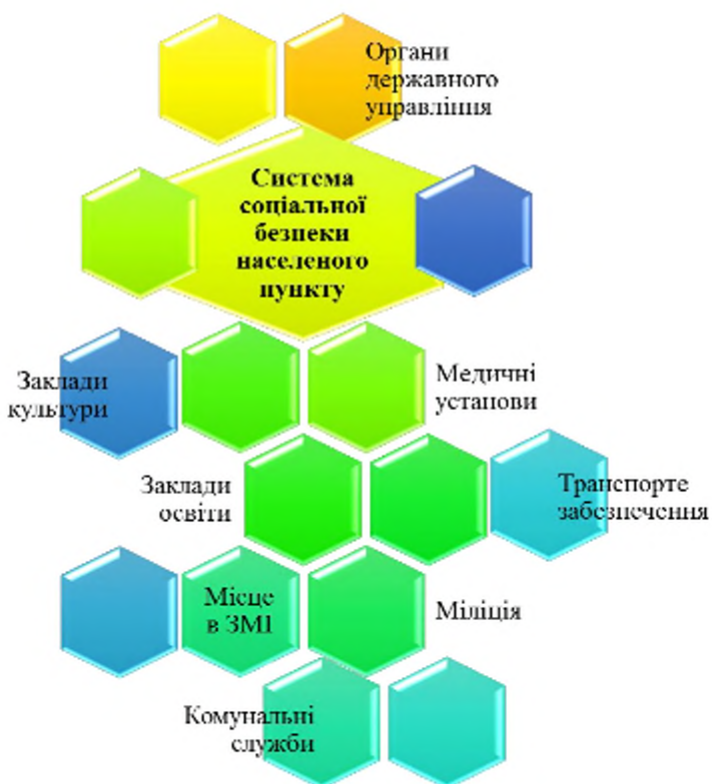 Органи
державного
управління
Система
соціальної
безпеки
населеного
пункту
Заклади
культури
Медичні
установи
Заклади
освіти
Транспорте
забезпечення
Місце
в ЗМІ
Міліція
Комунальні
служби